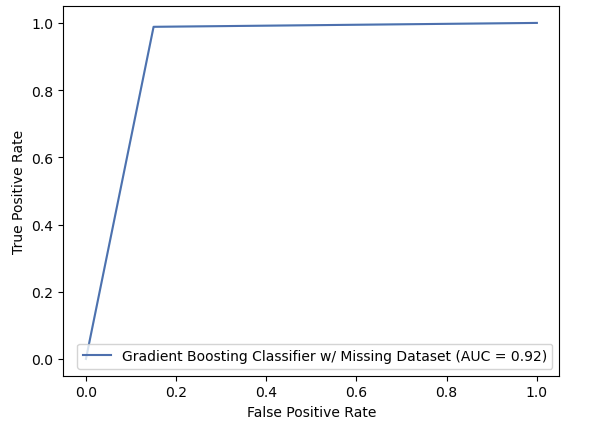 1.0
0.8
0.6
0.4
0.2
0.0
True Positive Rate
Gradient Boosting Classifier w/ Missing Dataset (AUC = 0.92)
0.0 0.2 0.4 0.6 0.8 1.0
False Positive Rate